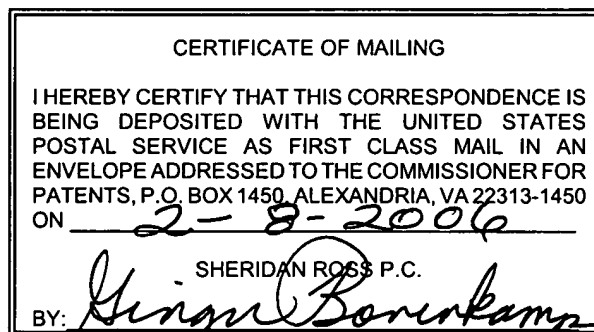 CERTIFICATE OF MAILING
I HEREBY CERTIFY THAT THIS CORRESPONDENCE IS
BEING DEPOSITED WITH THE UNITED STATES
POSTAL SERVICE AS FIRST CLASS MAIL IN AN
ENVELOPE ADDRESSED TO THE COMMISSIONER FOR
PATENTS, P.O. BOX 1450, ALEXANDRIA, VA 22313-1450
ON 2-8-2006
SHERIDAN ROSS P.C.
BY: